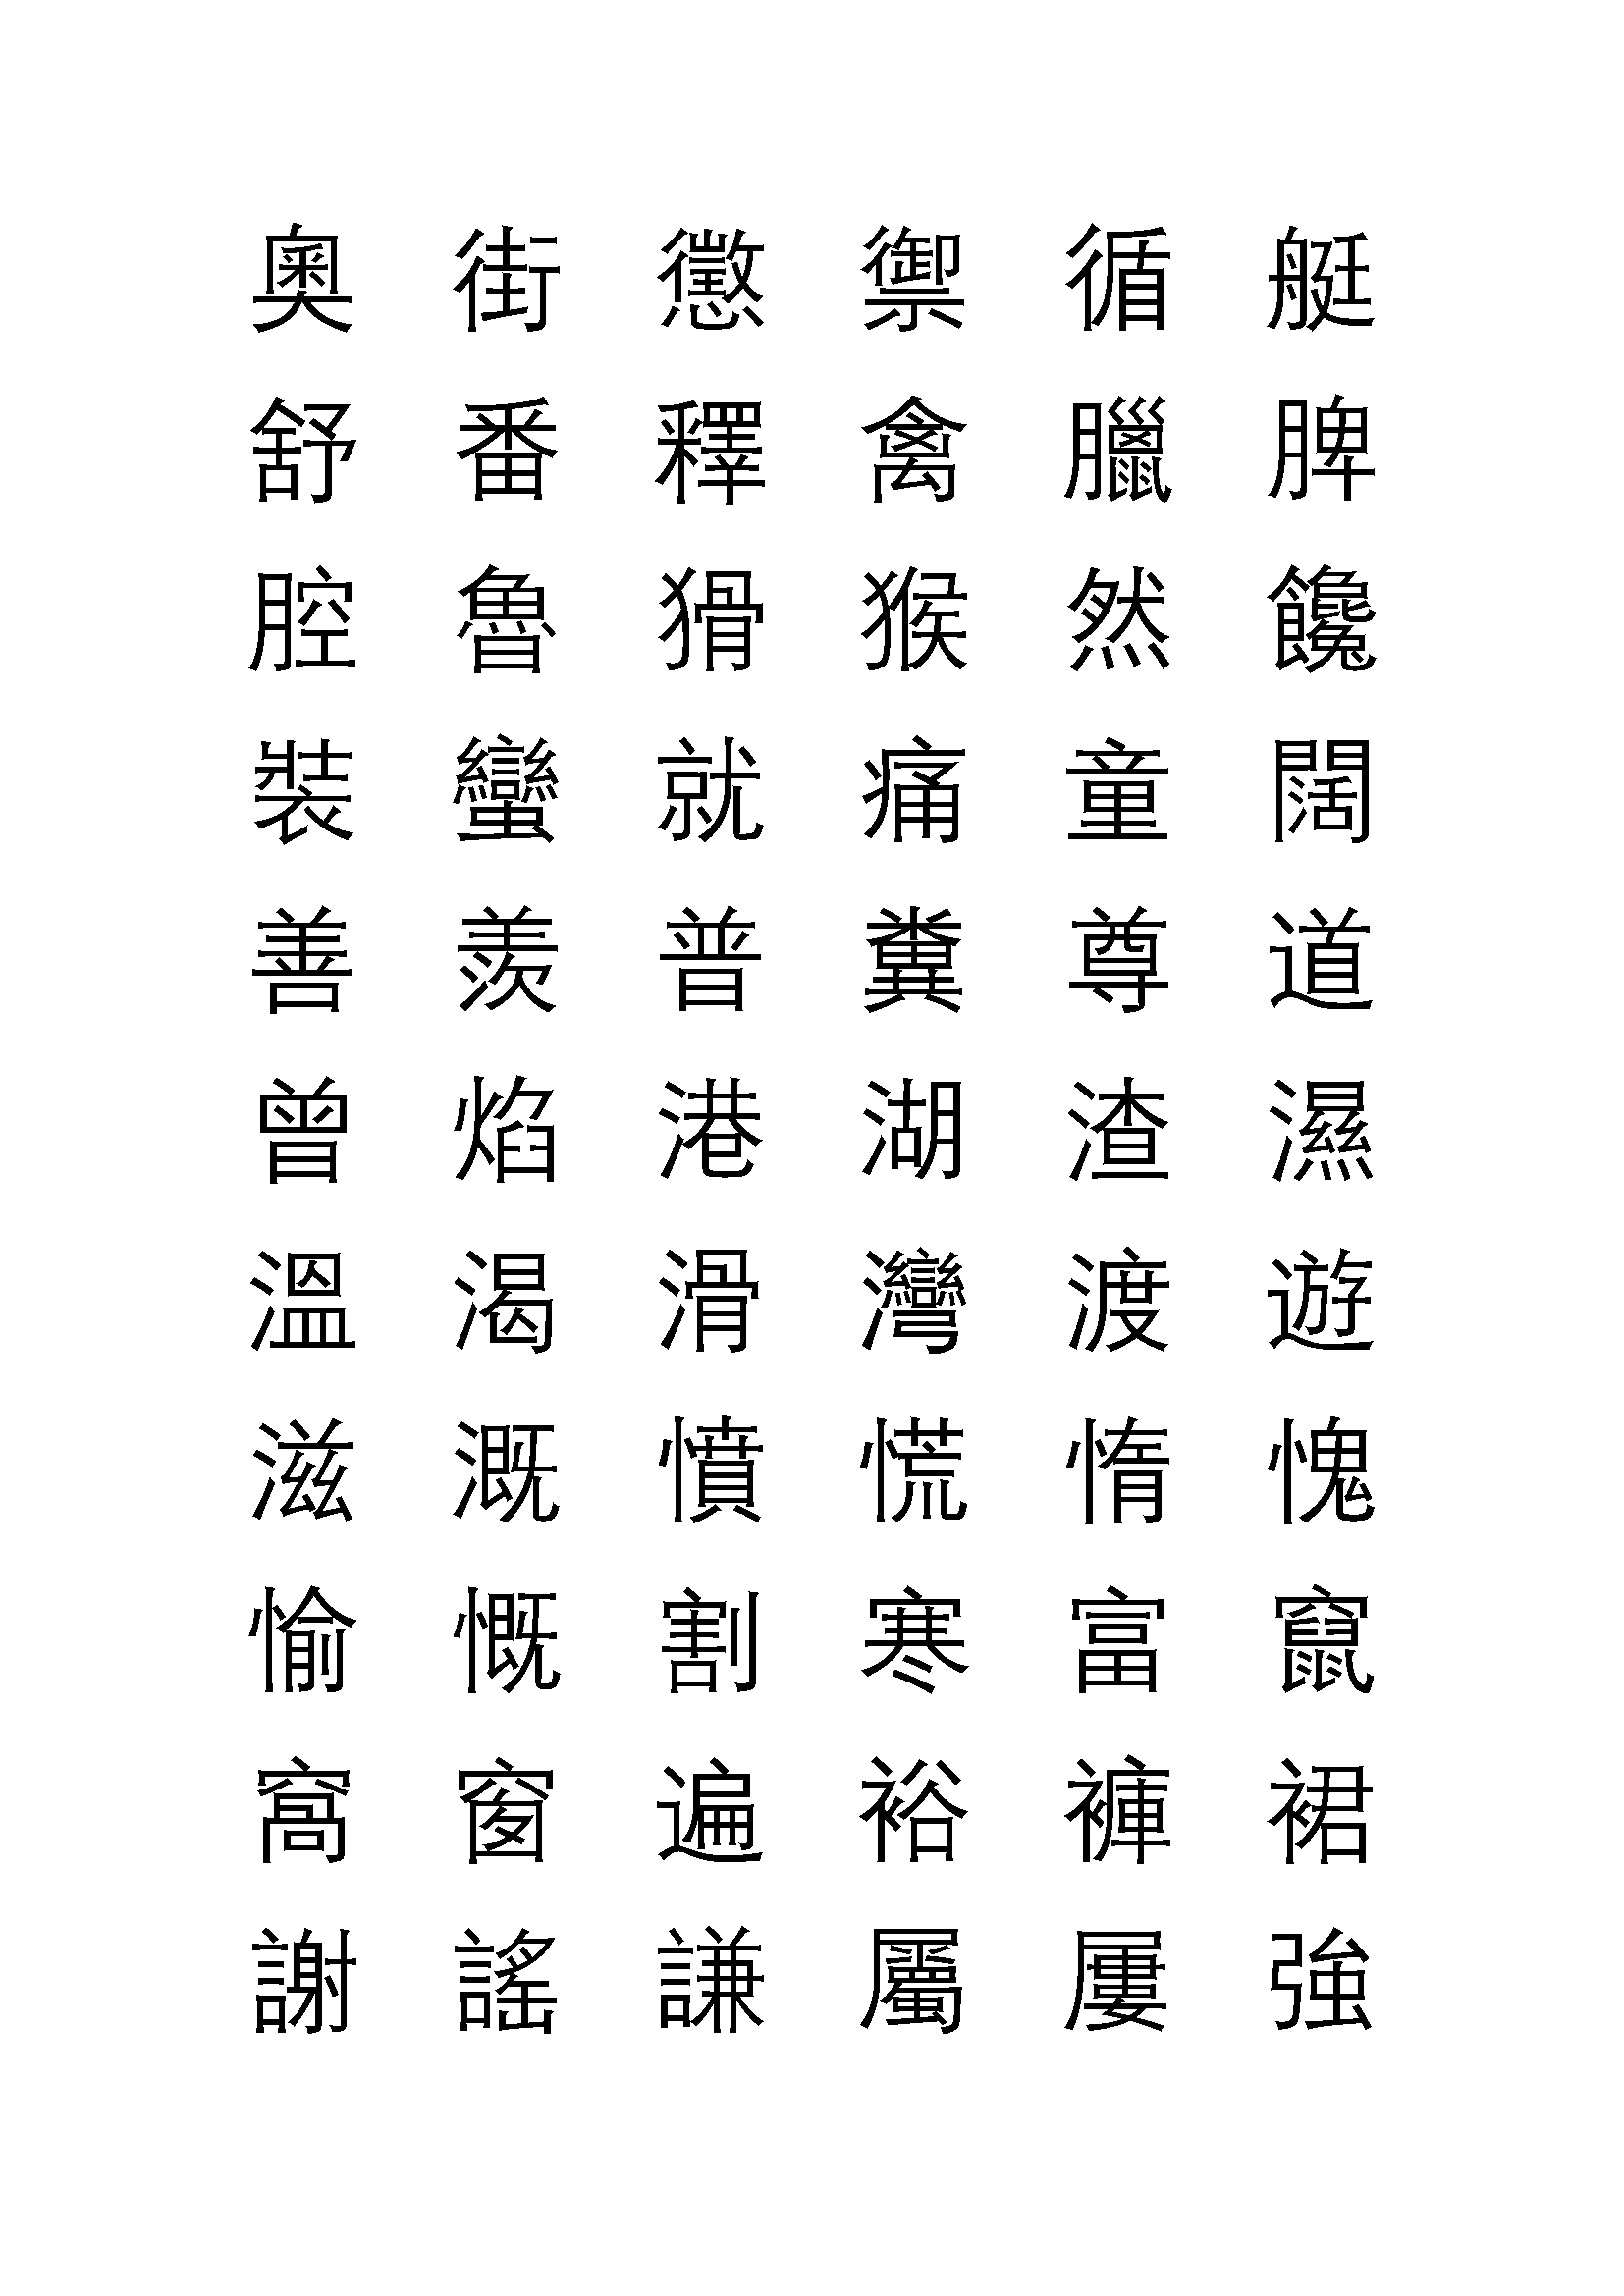 奧 街 懲 禦 循 艇
舒 番 釋 禽 臘 脾
腔 魯 猾 猴 然 饞
裝 蠻 就 痛 童 闊
善 羨 普 糞 尊 道
曾 焰 港 湖 渣 濕
溫 渴 滑 灣 渡 遊
滋 溉 憤 慌 惰 愧
愉 慨 割 寒 富 竄
窩 窗 遍 裕 褲 裙
謝 謠 謙 屬 屢 強